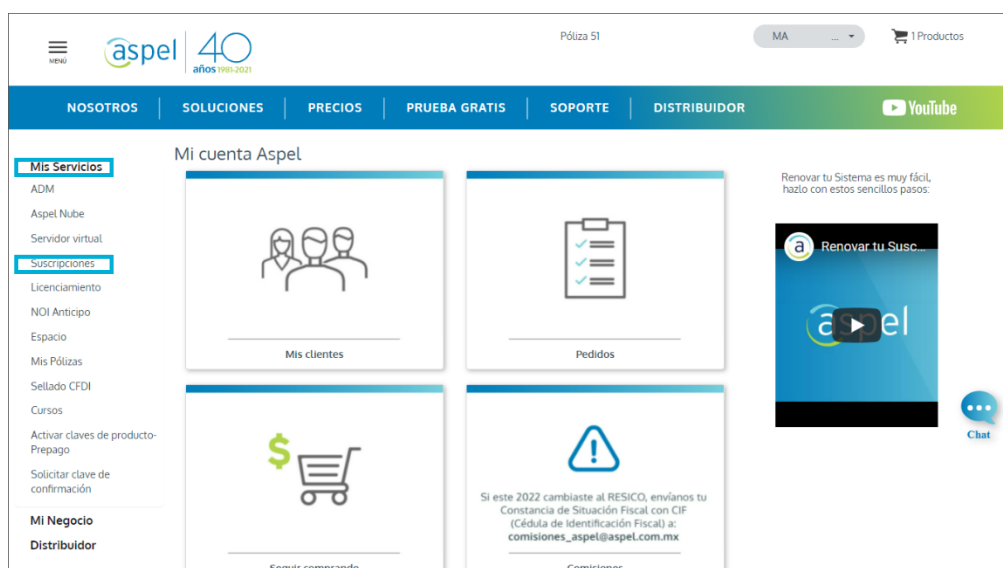 MENÚ
aspel
40
años 1981-2021
Póliza 51
MA ...
1 Productos
NOSOTROS
SOLUCIONES
PRECIOS
PRUEBA GRATIS
SOPORTE
DISTRIBUIDOR
YouTube
Mis Servicios
ADM
Aspel Nube
Servidor virtual
Suscripciones
Licenciamiento
NOI Anticipo
Espacio
Mis Pólizas
Sellado CFDI
Cursos
Activar claves de producto-
Prepago
Solicitar clave de
confirmación
Mi Negocio
Distribuidor
Mi cuenta Aspel
Mis clientes
Pedidos
$
Seguir comprando
Si este 2022 cambiaste al RESICO, envíanos tu
Constancia de Situación Fiscal con CIF
(Cédula de Identificación Fiscal) a:
comisiones_aspel@aspel.com.mx
Comisiones
Renovar tu Sistema es muy fácil,
hazlo con estos sencillos pasos:
a
Renovar tu Susc...
aspel
Chat